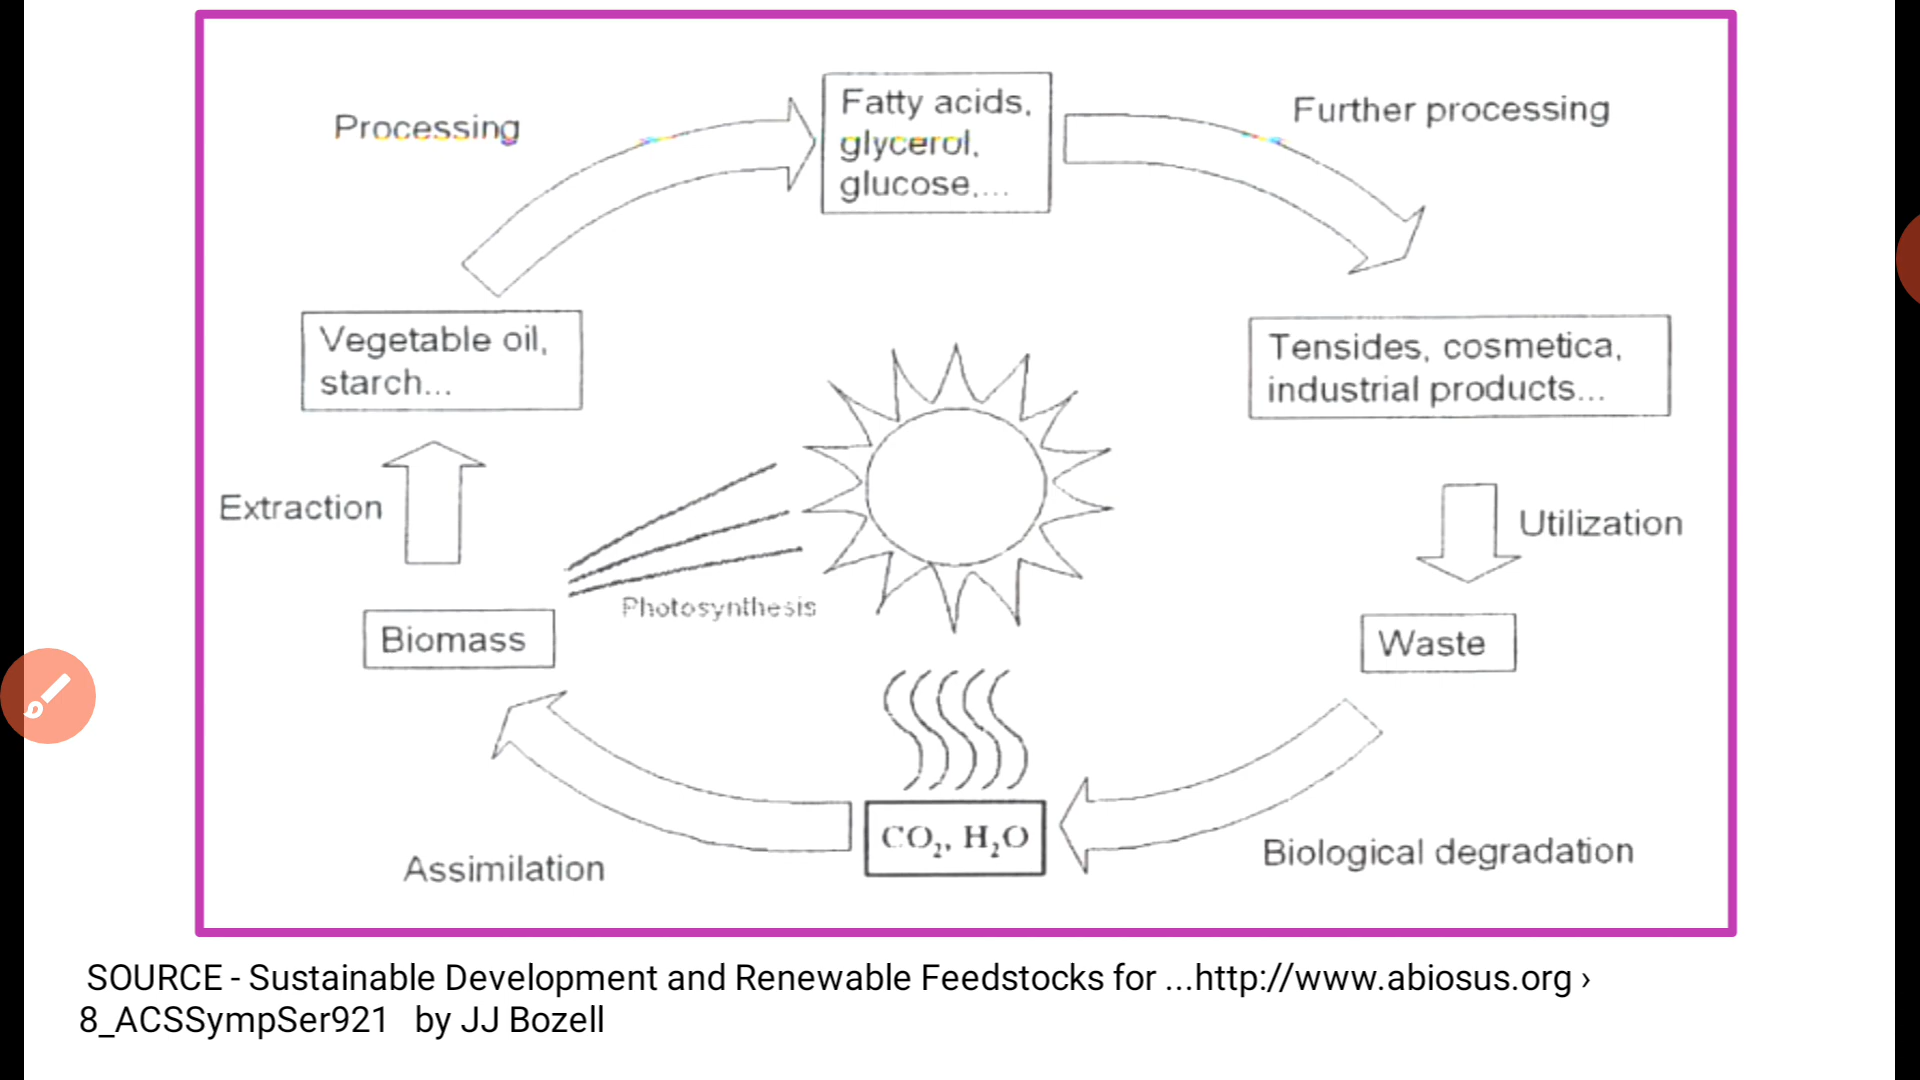 Processing
Fatty acids,
glycerol,
glucose,...
Further processing
Vegetable oil,
starch...
Tensides, cosmetica,
industrial products...
Extraction
Utilization
Photosynthesis
Biomass
Waste
CO₂, H₂O
Assimilation
Biological degradation
SOURCE - Sustainable Development and Renewable Feedstocks for ...http://www.abiosus.org ›
8_ACSSympSer921 by JJ Bozell